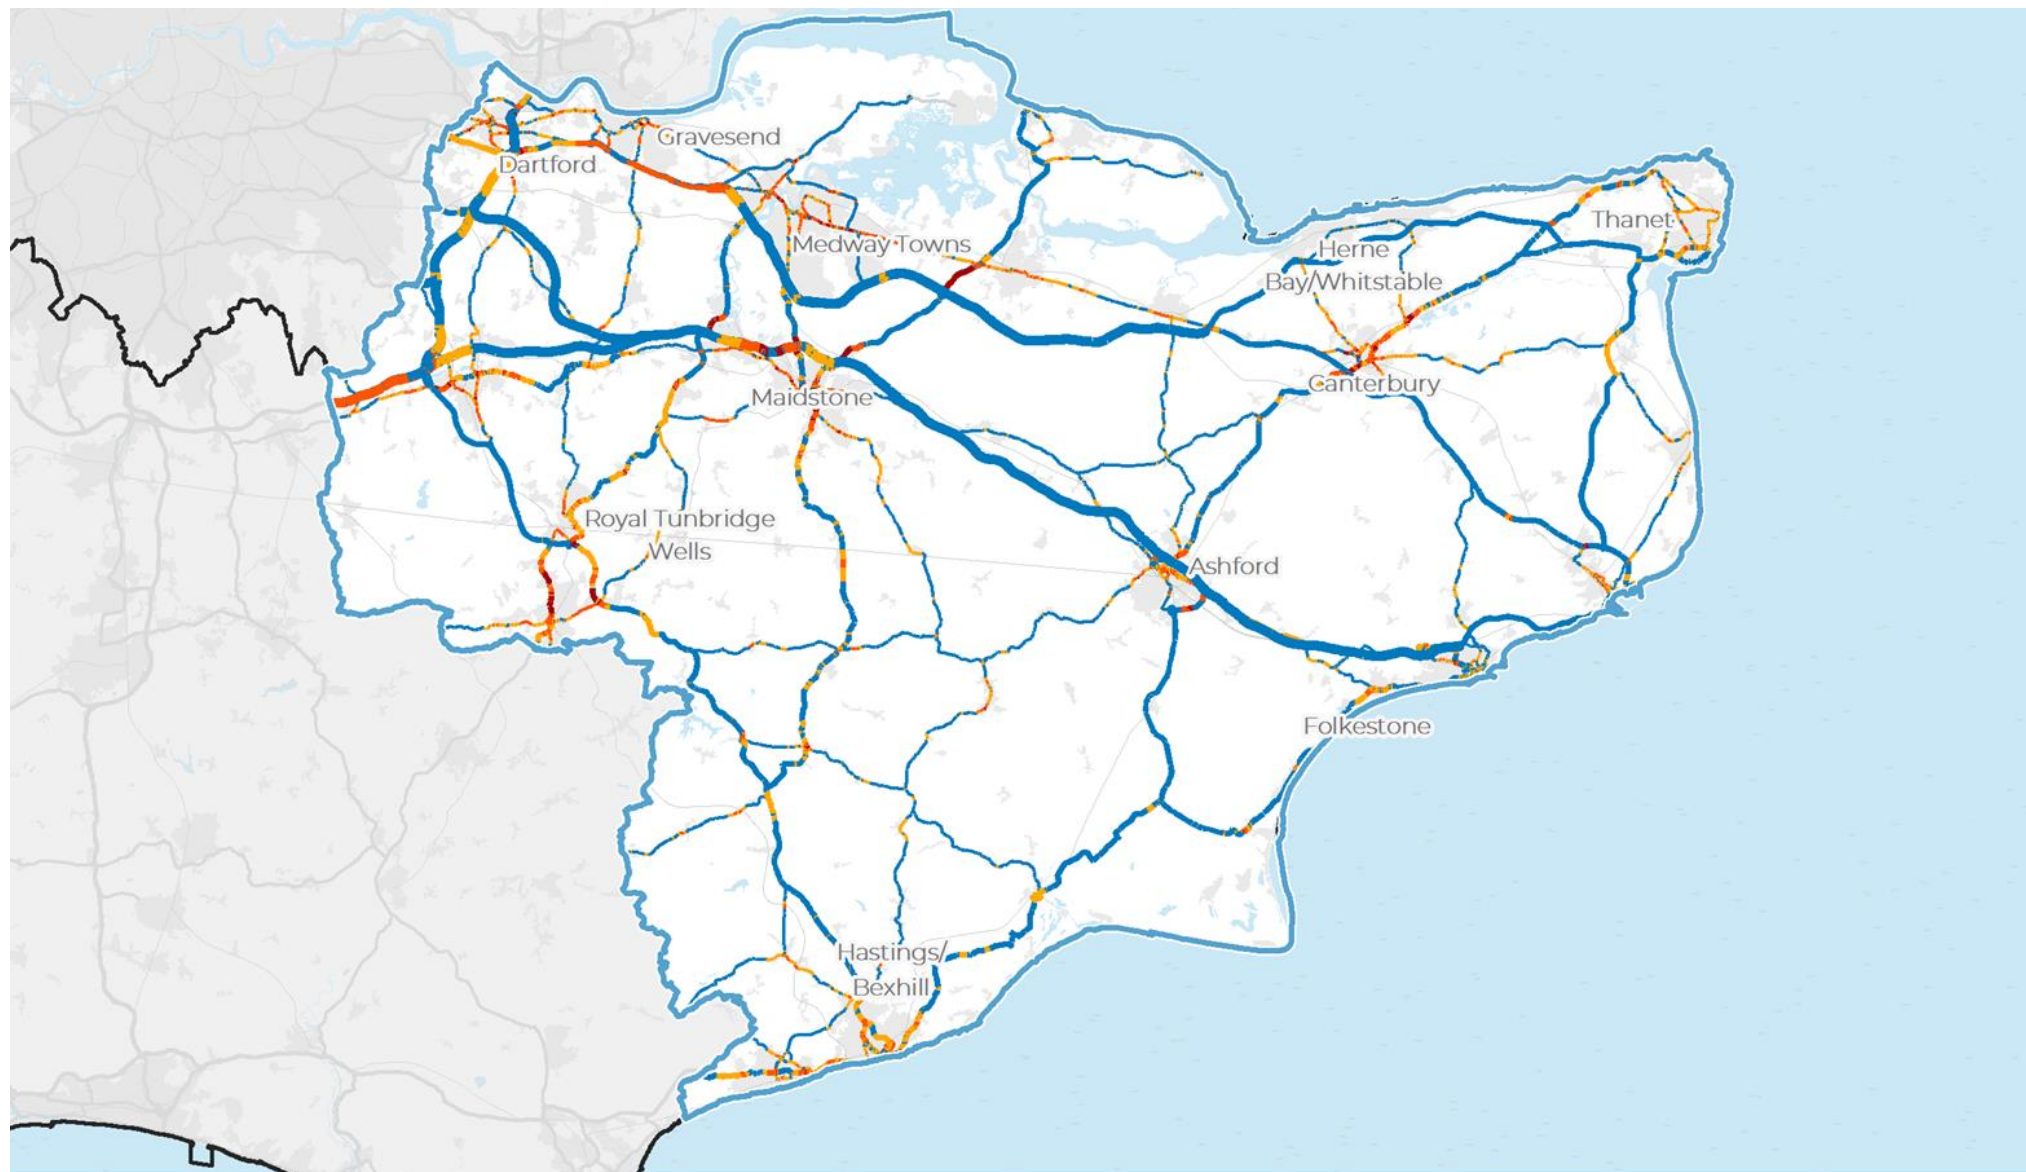 Gravesend
Dartford
Thanet
Medway Towns
Herne
Bay/Whitstable
Canterbury
Maidstone
Royal Tunbridge
Wells
Ashford
Folkestone
Hastings/
Bexhill